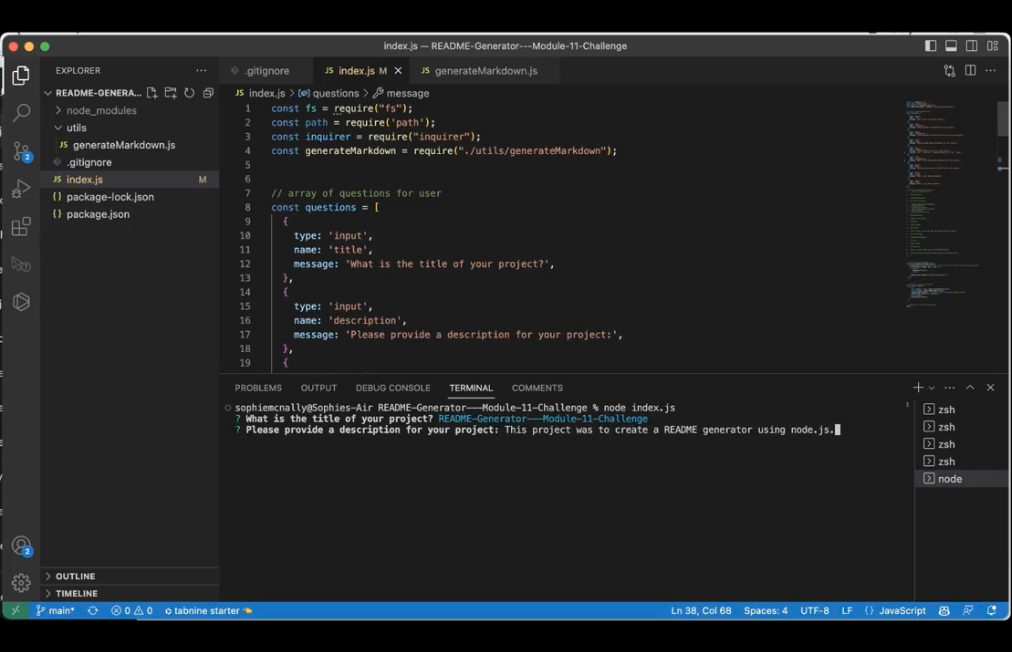 index.js — README-Generator---Module-11-Challenge
EXPLORER
README-GENERA...
node_modules
utils
JS generateMarkdown.js
.gitignore
JS index.js M
{} package-lock.json
{} package.json
OUTLINE
TIMELINE
.gitignore
JS index.js M
JS generateMarkdown.js
JS index.js > questions > message
1 const fs = require("fs");
2 const path = require('path');
3 const inquirer = require("inquirer");
4 const generateMarkdown = require("./utils/generateMarkdown");
5
6
7 // array of questions for user
8 const questions = [
9 {
10 type: 'input',
11 name: 'title',
12 message: 'What is the title of your project?',
13 },
14 {
15 type: 'input',
16 name: 'description',
17 message: 'Please provide a description for your project:',
18 },
19 {
PROBLEMS OUTPUT DEBUG CONSOLE TERMINAL COMMENTS
sophiemcnally@Sophies-Air README-Generator---Module-11-Challenge % node index.js
? What is the title of your project? README-Generator---Module-11-Challenge
? Please provide a description for your project: This project was to create a README generator using node.js.
zsh
zsh
zsh
zsh
node
2
2
main* 0 0 tabnine starter
Ln 38, Col 68 Spaces: 4 UTF-8 LF {} JavaScript